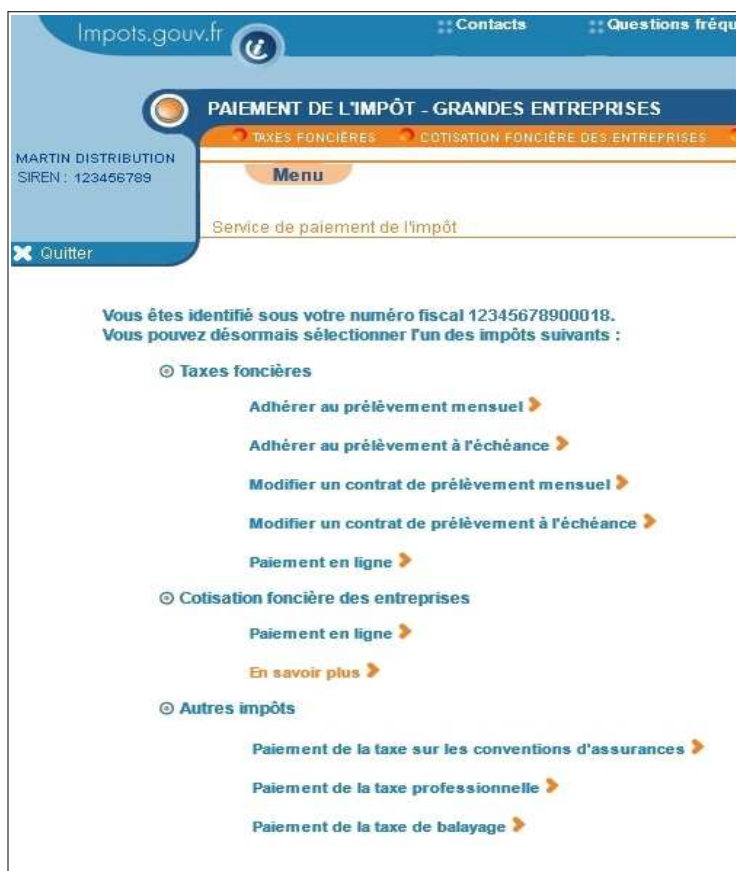 Impots.gouv.fr
Contacts
Questions fréqu
PAIEMENT DE L'IMPÔT - GRANDES ENTREPRISES
TAXES FONCIÈRES
COTISATION FONCIÈRE DES ENTREPRISES
MARTIN DISTRIBUTION
SIREN : 123456789
Menu
Service de paiement de l'impôt
Quitter
Vous êtes identifié sous votre numéro fiscal 12345678900018.
Vous pouvez désormais sélectionner l'un des impôts suivants :
Taxes foncières
Adhérer au prélèvement mensuel
Adhérer au prélèvement à l'échéance
Modifier un contrat de prélèvement mensuel
Modifier un contrat de prélèvement à l'échéance
Paiement en ligne
Cotisation foncière des entreprises
Paiement en ligne
En savoir plus
Autres impôts
Paiement de la taxe sur les conventions d'assurances
Paiement de la taxe professionnelle
Paiement de la taxe de balayage